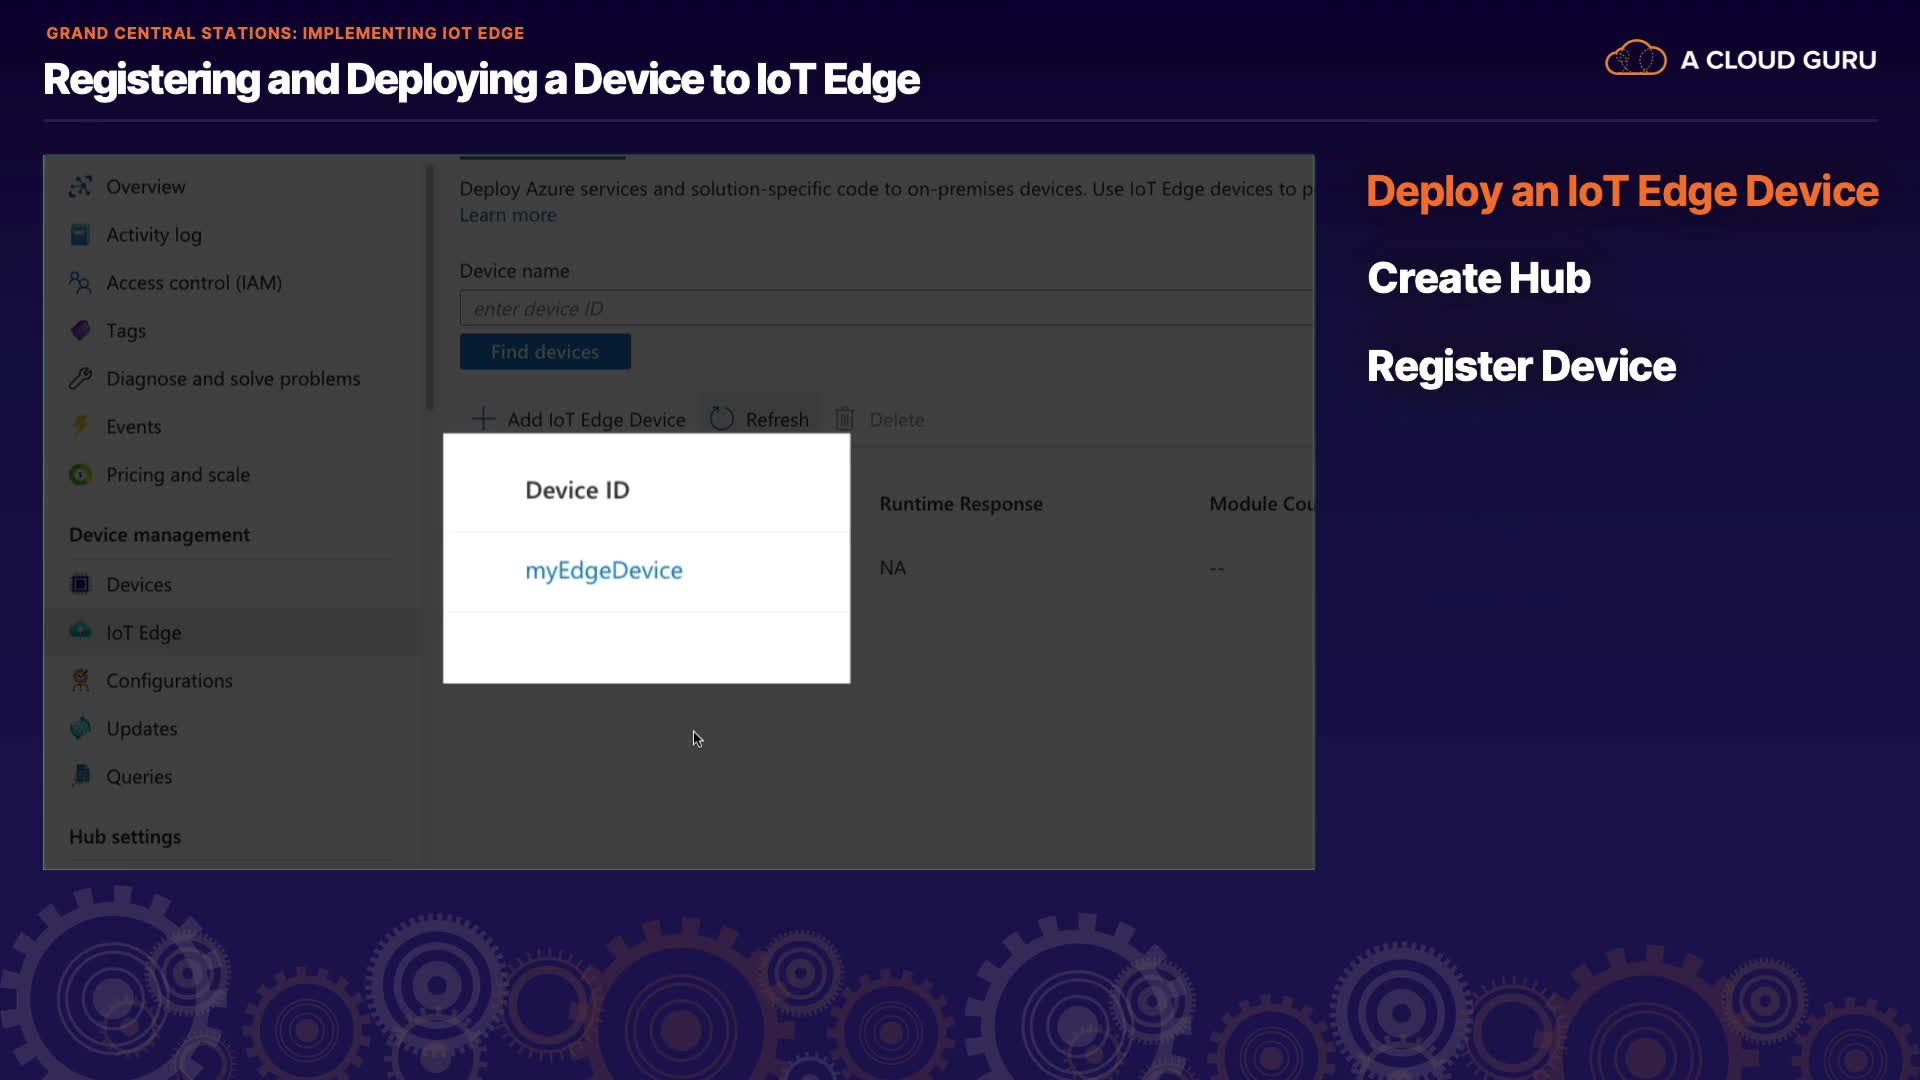 GRAND CENTRAL STATIONS: IMPLEMENTING IOT EDGE
Registering and Deploying a Device to IoT Edge
A CLOUD GURU
Overview
Activity log
Access control (IAM)
Tags
Diagnose and solve problems
Events
Pricing and scale
Device management
Devices
IoT Edge
Configurations
Updates
Queries
Hub settings
Deploy Azure services and solution-specific code to on-premises devices. Use IoT Edge devices to p
Learn more
Device name
enter device ID
Find devices
Add IoT Edge Device Refresh Delete
Device ID Runtime Response Module Cou
myEdgeDevice NA --
Deploy an IoT Edge Device
Create Hub
Register Device